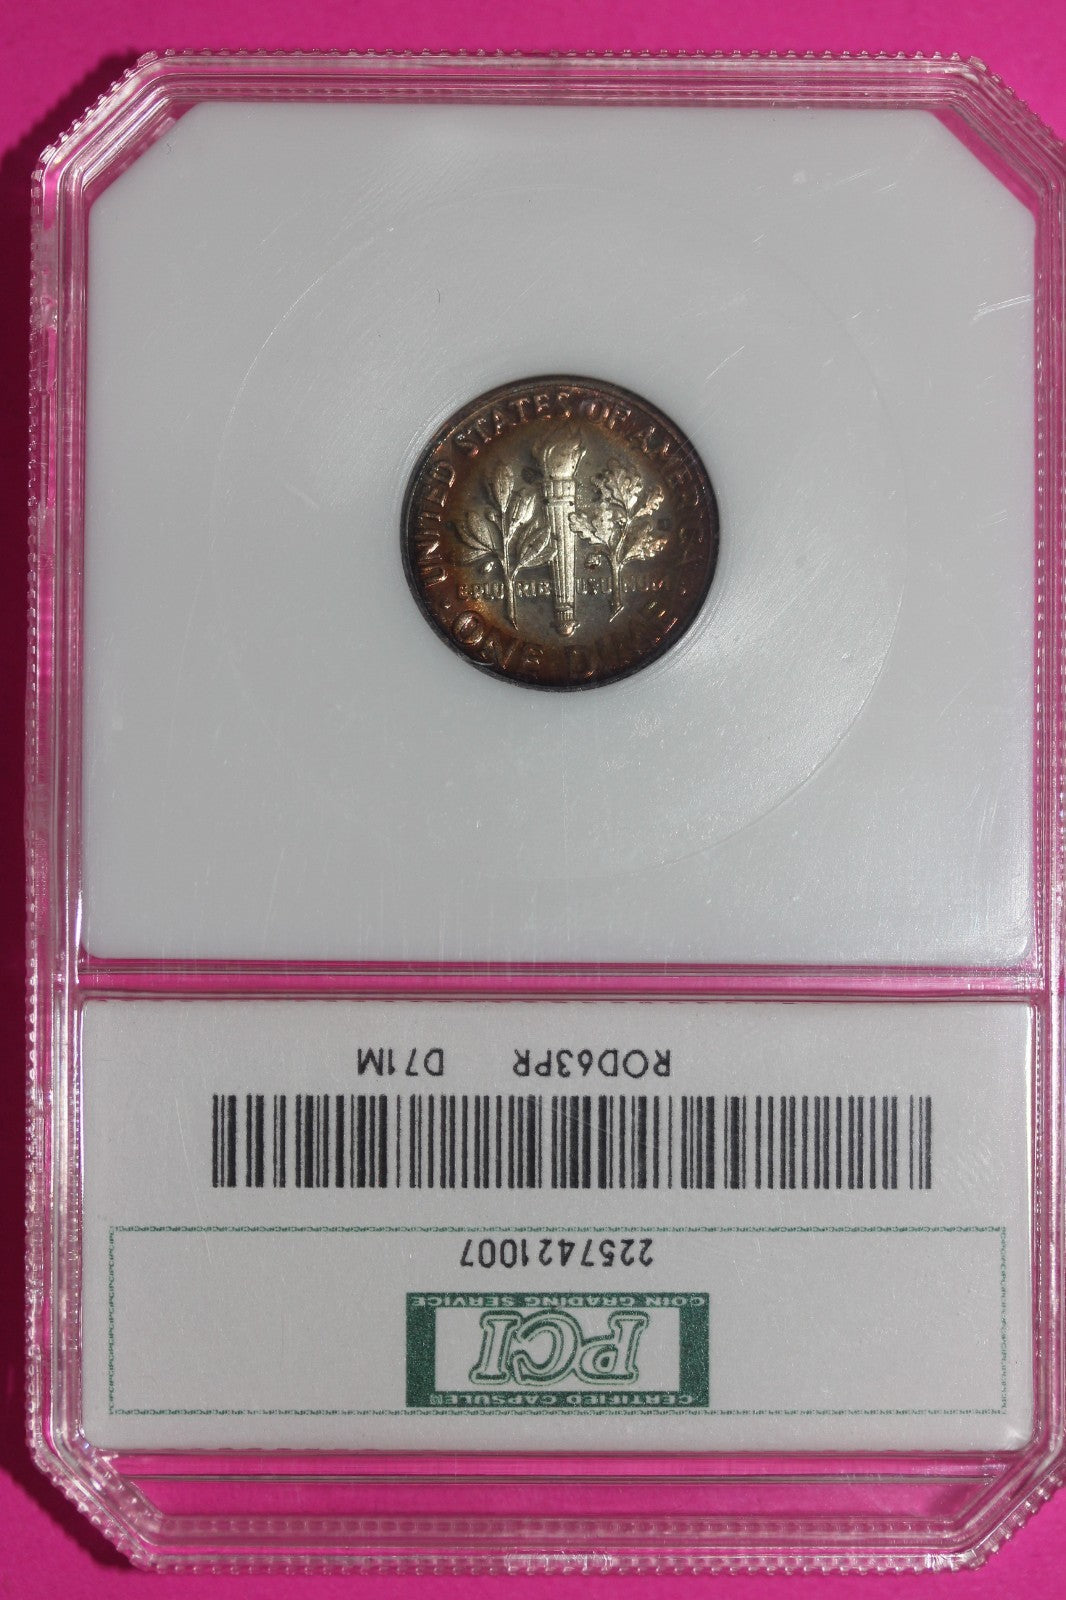 UNITED STATES OF AMERICA
E PLURIBUS UNUM
ONE DIME
CERTIFIED CAPSULE
PCI
COIN GRADING SERVICE
2257421007
ROD63PR D71M